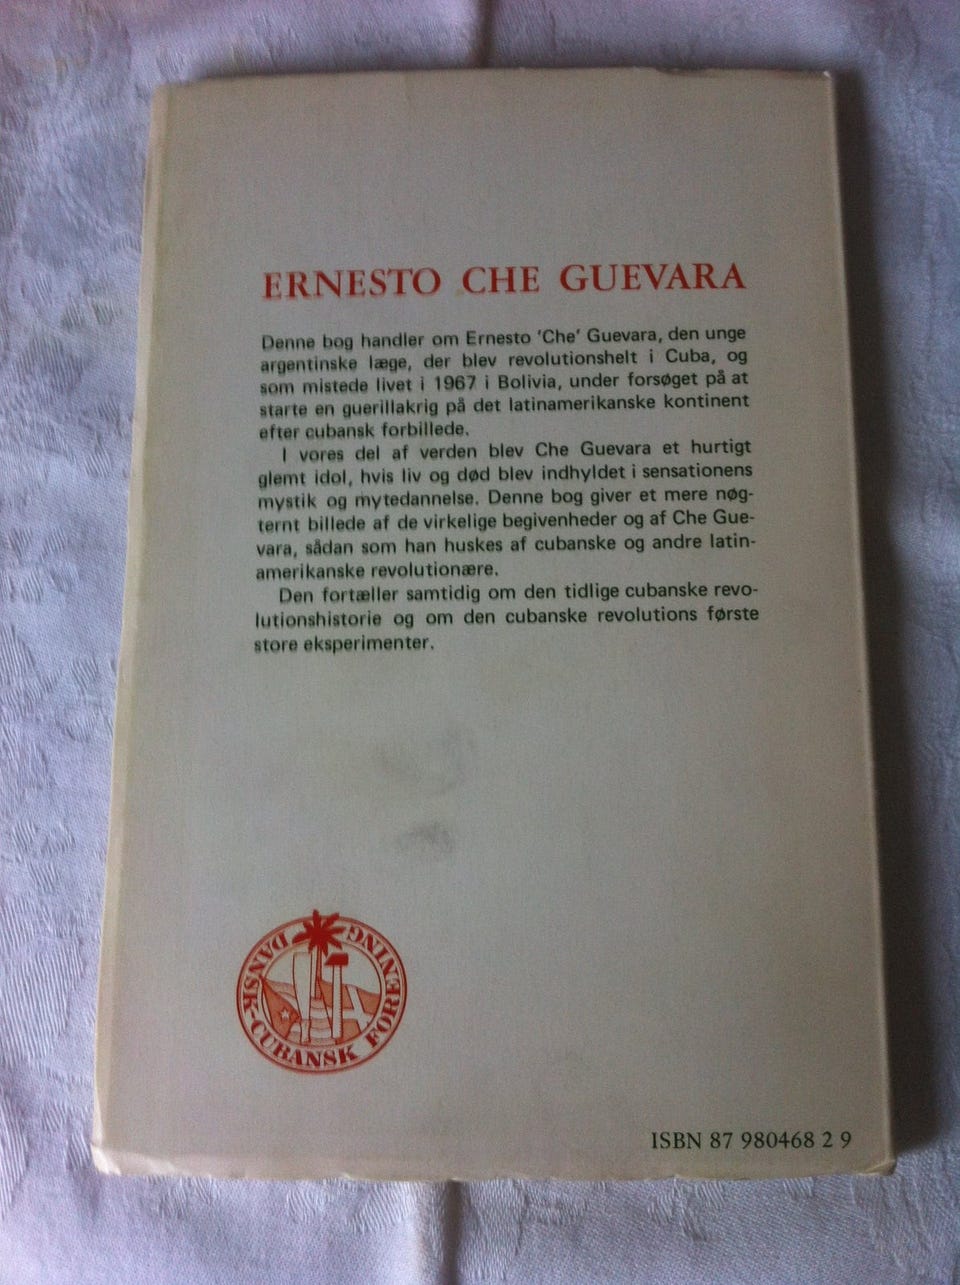 ERNESTO CHE GUEVARA
Denne bog handler om Ernesto 'Che' Guevara, den unge
argentinske læge, der blev revolutionshelt i Cuba, og
som mistede livet i 1967 i Bolivia, under forsøget på at
starte en guerillakrig på det latinamerikanske kontinent
efter cubansk forbillede.
I vores del af verden blev Che Guevara et hurtigt
glemt idol, hvis liv og død blev indhyldet i sensationens
mystik og mytedannelse. Denne bog giver et mere nøg-
ternt billede af de virkelige begivenheder og af Che Gue-
vara, sådan som han huskes af cubanske og andre latin-
amerikanske revolutionære.
Den fortæller samtidig om den tidlige cubanske revo-
lutionshistorie og om den cubanske revolutions første
store eksperimenter.
DANSK-CUBANSK FORENING
ISBN 87 980468 2 9